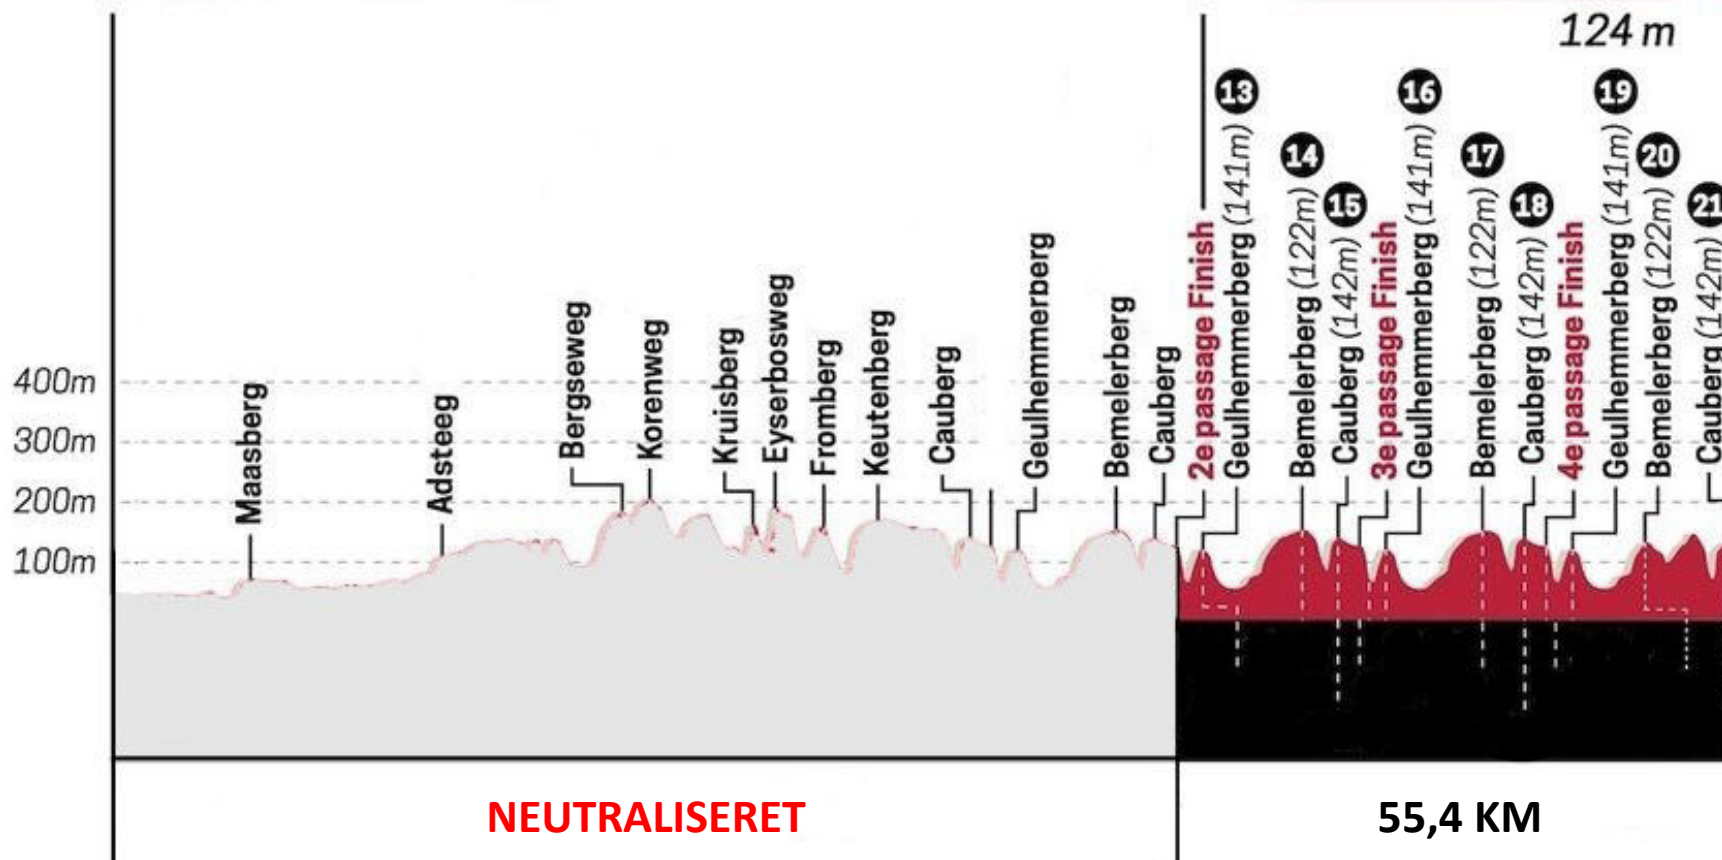 124 m
400m
300m
200m
100m
Maasberg
Adsteeg
Bergseweg
Korenweg
Kruisberg
Eyserbosweg
Fromberg
Keutenberg
Cauberg
Geulhemmerberg
Bemelerberg
Cauberg
2e passage Finish
Geulhemmerberg (141m) 13
Bemelerberg (122m) 14
Cauberg (142m) 15
3e passage Finish
Geulhemmerberg (141m) 16
Bemelerberg (122m) 17
Cauberg (142m) 18
4e passage Finish
Geulhemmerberg (141m) 19
Bemelerberg (122m) 20
Cauberg (142m) 21
NEUTRALISERET
55,4 KM